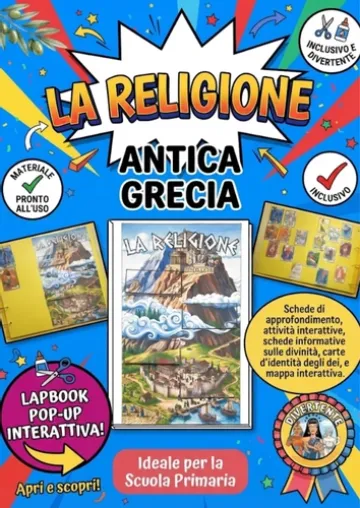 INCLUSIVO E
DIVERTENTE
LA RELIGIONE
ANTICA
GRECIA
MATERIALE
PRONTO
ALL'USO
INCLUSIVO
LA RELIGIONE
LA RELIGIONE
Schede di
approfondimento,
attività interattive,
schede informative
sulle divinità, carte
d'identità degli dei, e
mappa interattiva.
LAPBOOK
POP-UP
INTERATTIVA!
Apri e scopri!
DIVERTENTE
Ideale per la
Scuola Primaria